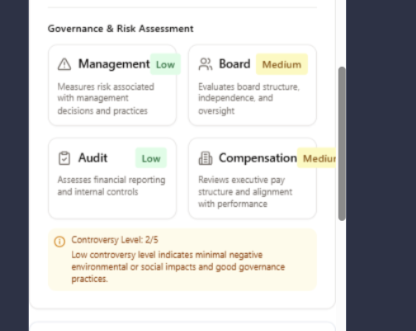 Governance & Risk Assessment
Management Low
Measures risk associated
with management
decisions and practices
Board Medium
Evaluates board structure,
independence, and
oversight
Audit Low
Assesses financial reporting
and internal controls
Compensation Mediur
Reviews executive pay
structure and alignment
with performance
Controversy Level: 2/5
Low controversy level indicates minimal negative
environmental or social impacts and good governance
practices.